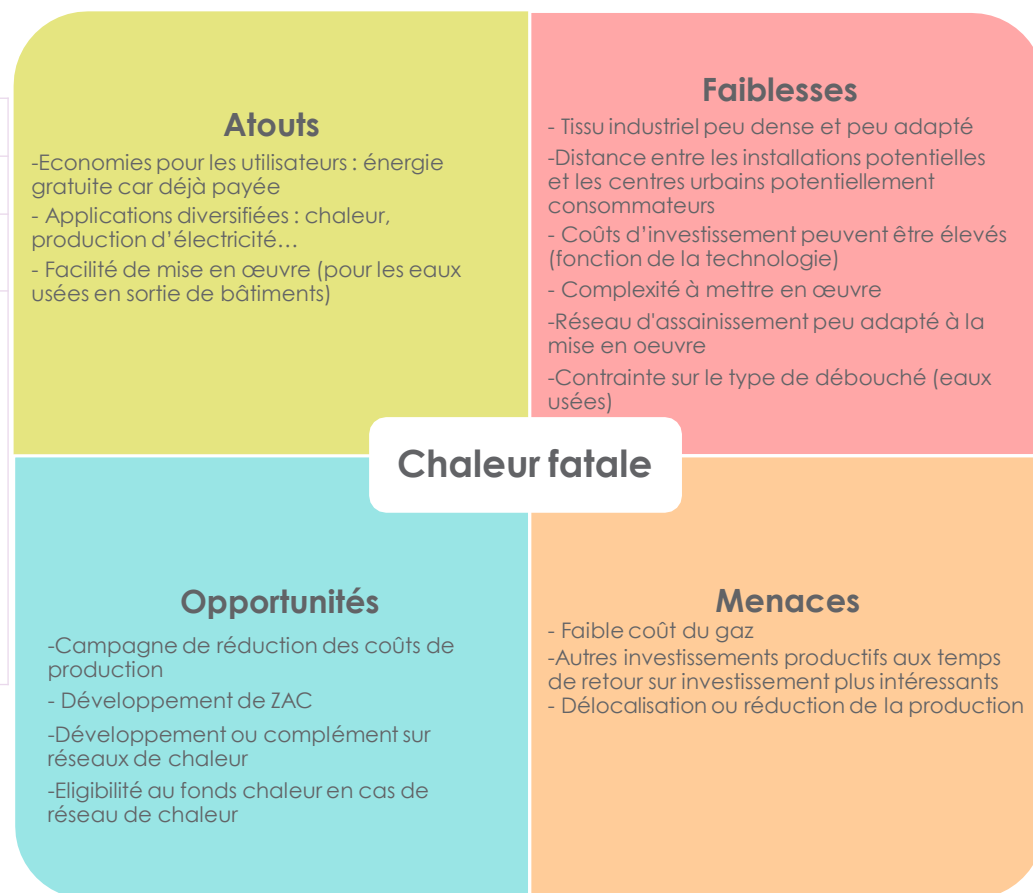 Atouts
-Economies pour les utilisateurs : énergie
gratuite car déjà payée
- Applications diversifiées : chaleur,
production d'électricité…
- Facilité de mise en œuvre (pour les eaux
usées en sortie de bâtiments)
Faiblesses
- Tissu industriel peu dense et peu adapté
-Distance entre les installations potentielles
et les centres urbains potentiellement
consommateurs
- Coûts d'investissement peuvent être élevés
(fonction de la technologie)
- Complexité à mettre en œuvre
-Réseau d'assainissement peu adapté à la
mise en oeuvre
-Contrainte sur le type de débouché (eaux
usées)
Chaleur fatale
Opportunités
-Campagne de réduction des coûts de
production
- Développement de ZAC
-Développement ou complément sur
réseaux de chaleur
-Eligibilité au fonds chaleur en cas de
réseau de chaleur
Menaces
- Faible coût du gaz
-Autres investissements productifs aux temps
de retour sur investissement plus intéressants
- Délocalisation ou réduction de la production